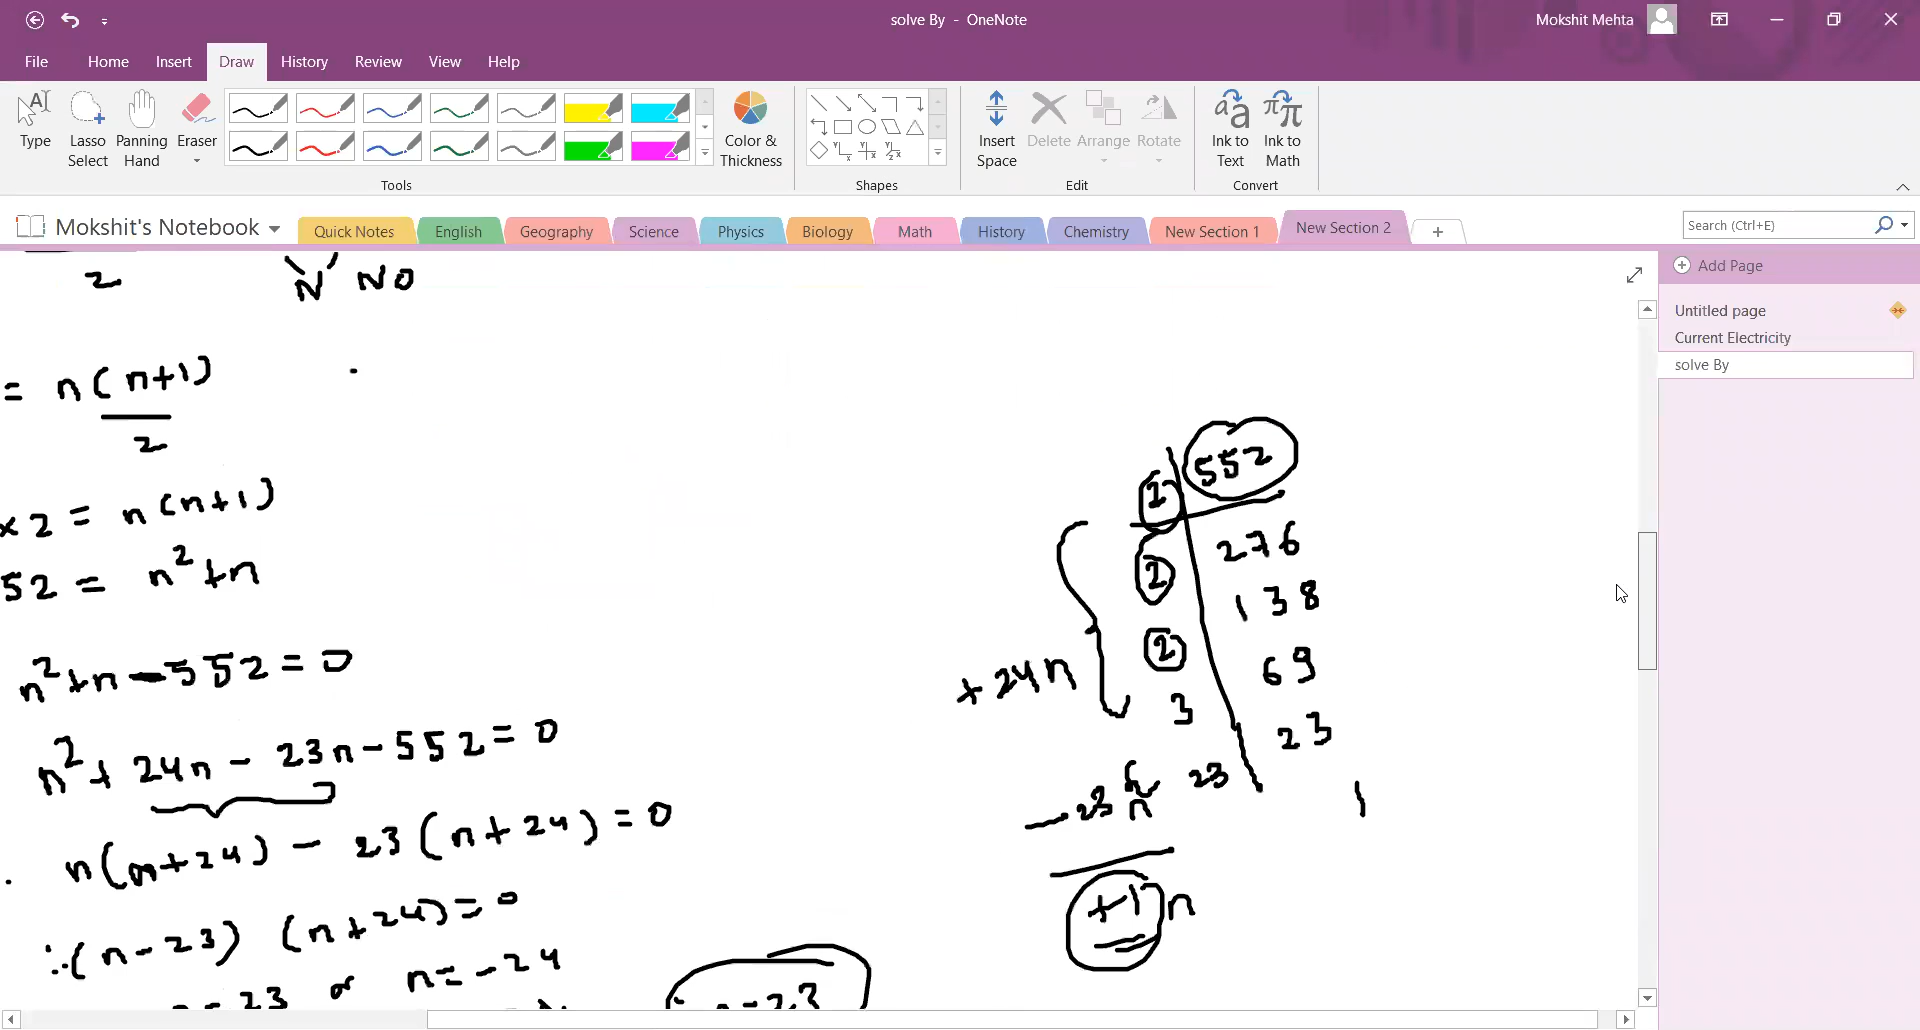 solve By - OneNote
Mokshit Mehta
File Home Insert Draw History Review View Help
Type
Lasso Select
Panning Hand
Eraser
Color & Thickness
Insert Space
Delete
Arrange
Rotate
Ink to Text
Ink to Math
Tools
Shapes
Edit
Convert
Mokshit's Notebook
Quick Notes English Geography Science Physics Biology Math History Chemistry New Section 1 New Section 2
Search (Ctrl+E)
Add Page
Untitled page
Current Electricity
solve By
2
N NO
= n(n+1)
2
×2 = n(n+1)
52 = n²+n
n²+n-552=0
n²+24n-23n-552=0
n(n+24)-23(n+24)=0
∴(n-23) (n+24)=0
n=23 or n=-24
n=23
2 552
2 276
2 138
3 69
23 23
1
+24n
-23n
+1n